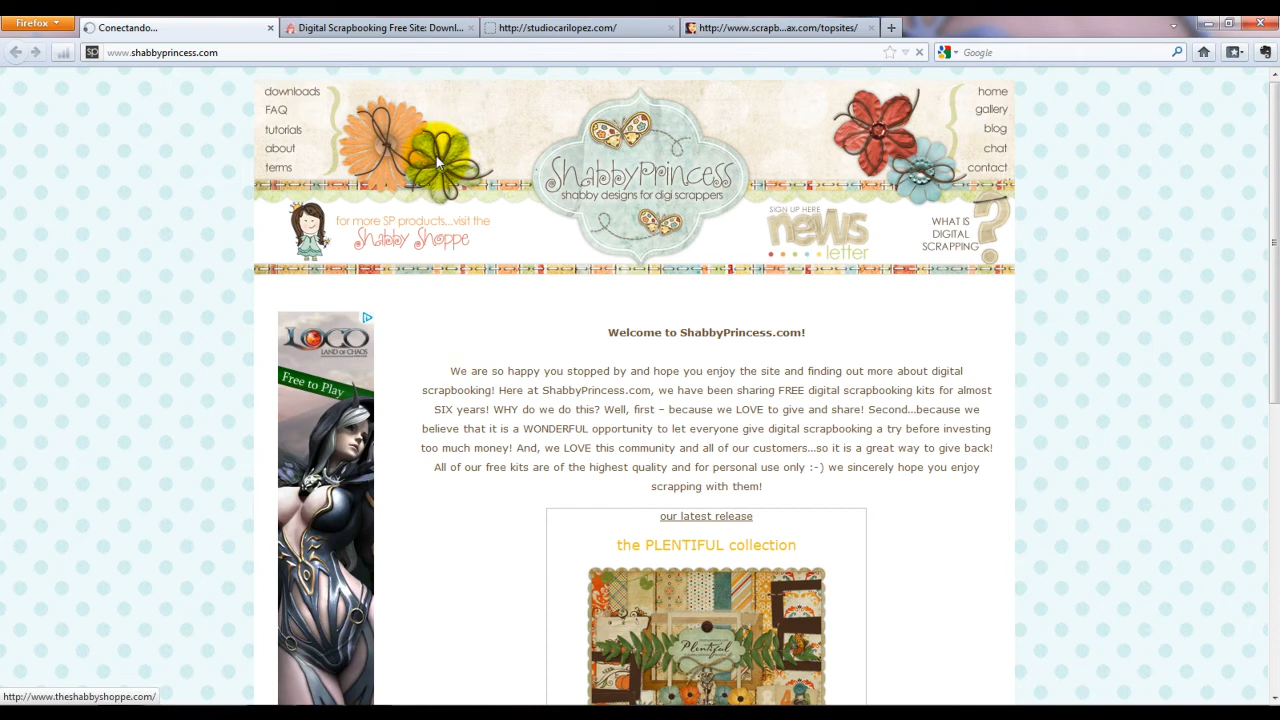 Firefox
Conectando...
Digital Scrapbooking Free Site: Downl...
http://studiocarilopez.com/
http://www.scrapb...ax.com/topsites/
sp
www.shabbyprincess.com
Google
downloads
FAQ
tutorials
about
terms
ShabbyPrincess
shabby designs for digi scrappers
home
gallery
blog
chat
contact
for more SP products...visit the
Shabby Shoppe
SIGN UP HERE
news
letter
WHAT IS
DIGITAL
SCRAPPING
?
LOCO
LAND OF CHAOS
Free to Play
Welcome to ShabbyPrincess.com!
We are so happy you stopped by and hope you enjoy the site and finding out more about digital
scrapbooking! Here at ShabbyPrincess.com, we have been sharing FREE digital scrapbooking kits for almost
SIX years! WHY do we do this? Well, first – because we LOVE to give and share! Second...because we
believe that it is a WONDERFUL opportunity to let everyone give digital scrapbooking a try before investing
too much money! And, we LOVE this community and all of our customers...so it is a great way to give back!
All of our free kits are of the highest quality and for personal use only :-) we sincerely hope you enjoy
scrapping with them!
our latest release
the PLENTIFUL collection
Plentiful
http://www.theshabbyshoppe.com/